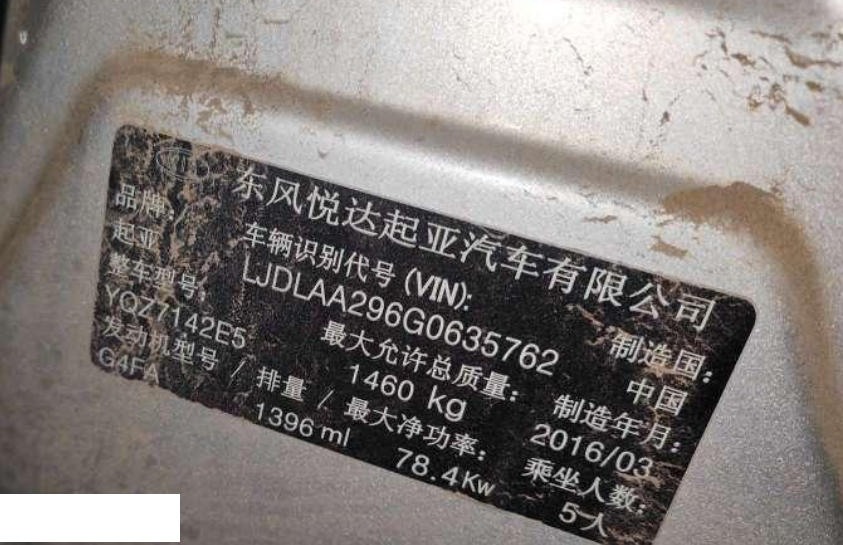 东风悦达起亚汽车有限公司
品牌: 车辆识别代号(VIN): 制造国:
起亚 LJDLAA296G0635762 中国
整车型号: 最大允许总质量: 制造年月:
YQZ7142E5 1460 kg 2016/03
发动机型号 / 排量 / 最大净功率: 乘坐人数:
G4FA 1396 ml 78.4Kw 5人